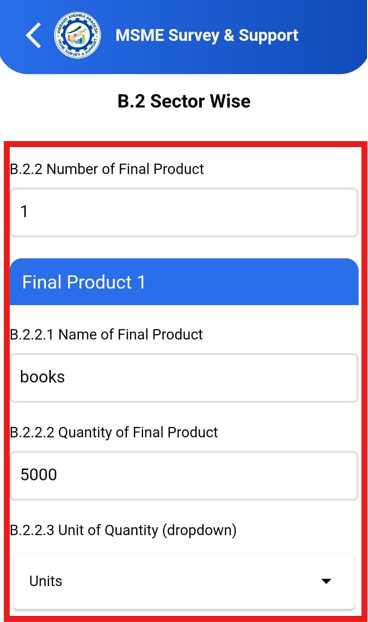 MSME Survey & Support
B.2 Sector Wise
B.2.2 Number of Final Product
1
Final Product 1
B.2.2.1 Name of Final Product
books
B.2.2.2 Quantity of Final Product
5000
B.2.2.3 Unit of Quantity (dropdown)
Units